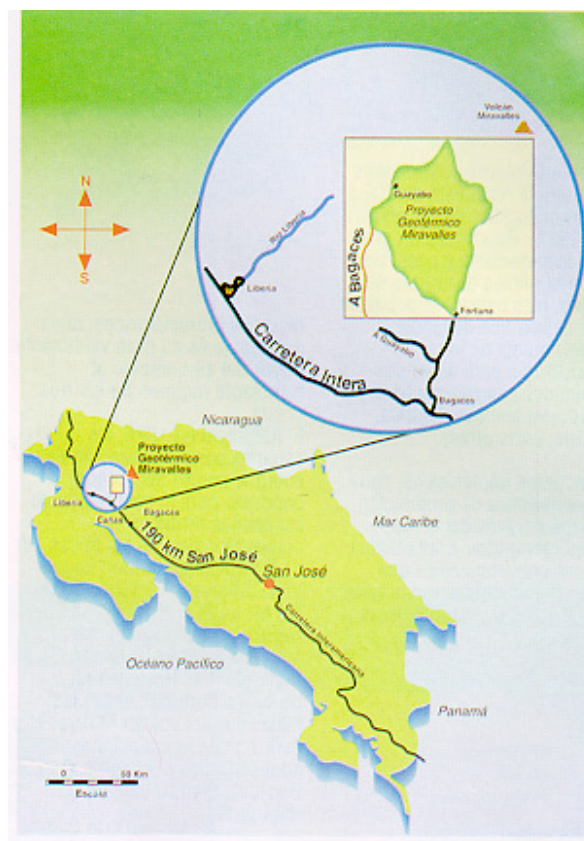 Volcán
Miravalles
N
S
Guayabo
Proyecto
Geotérmico
Miravalles
A Bagaces
Río Liberia
Liberia
Fortuna
A Guayabo
Carretera Intera
Bagaces
Nicaragua
Proyecto
Geotérmico
Miravalles
Liberia
Cañas
Bagaces
Mar Caribe
190 km San José
San José
Carretera Interamericana
Océano Pacífico
Panamá
0
50 Km
Escala